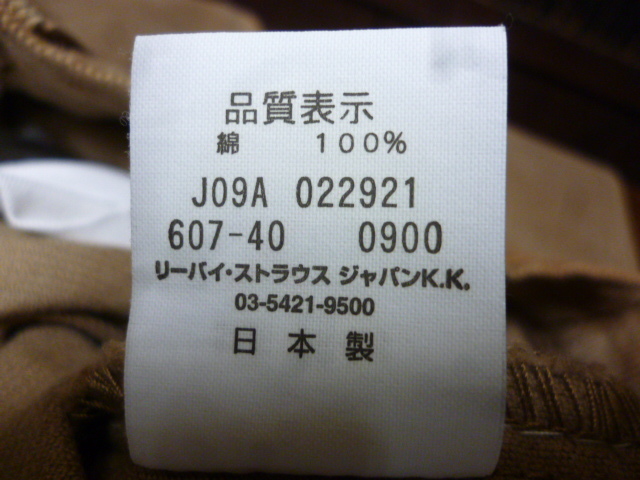 品質表示
綿 100%
J09A 022921
607-40 0900
リーバイ・ストラウス ジャパンK.K.
03-5421-9500
日本製